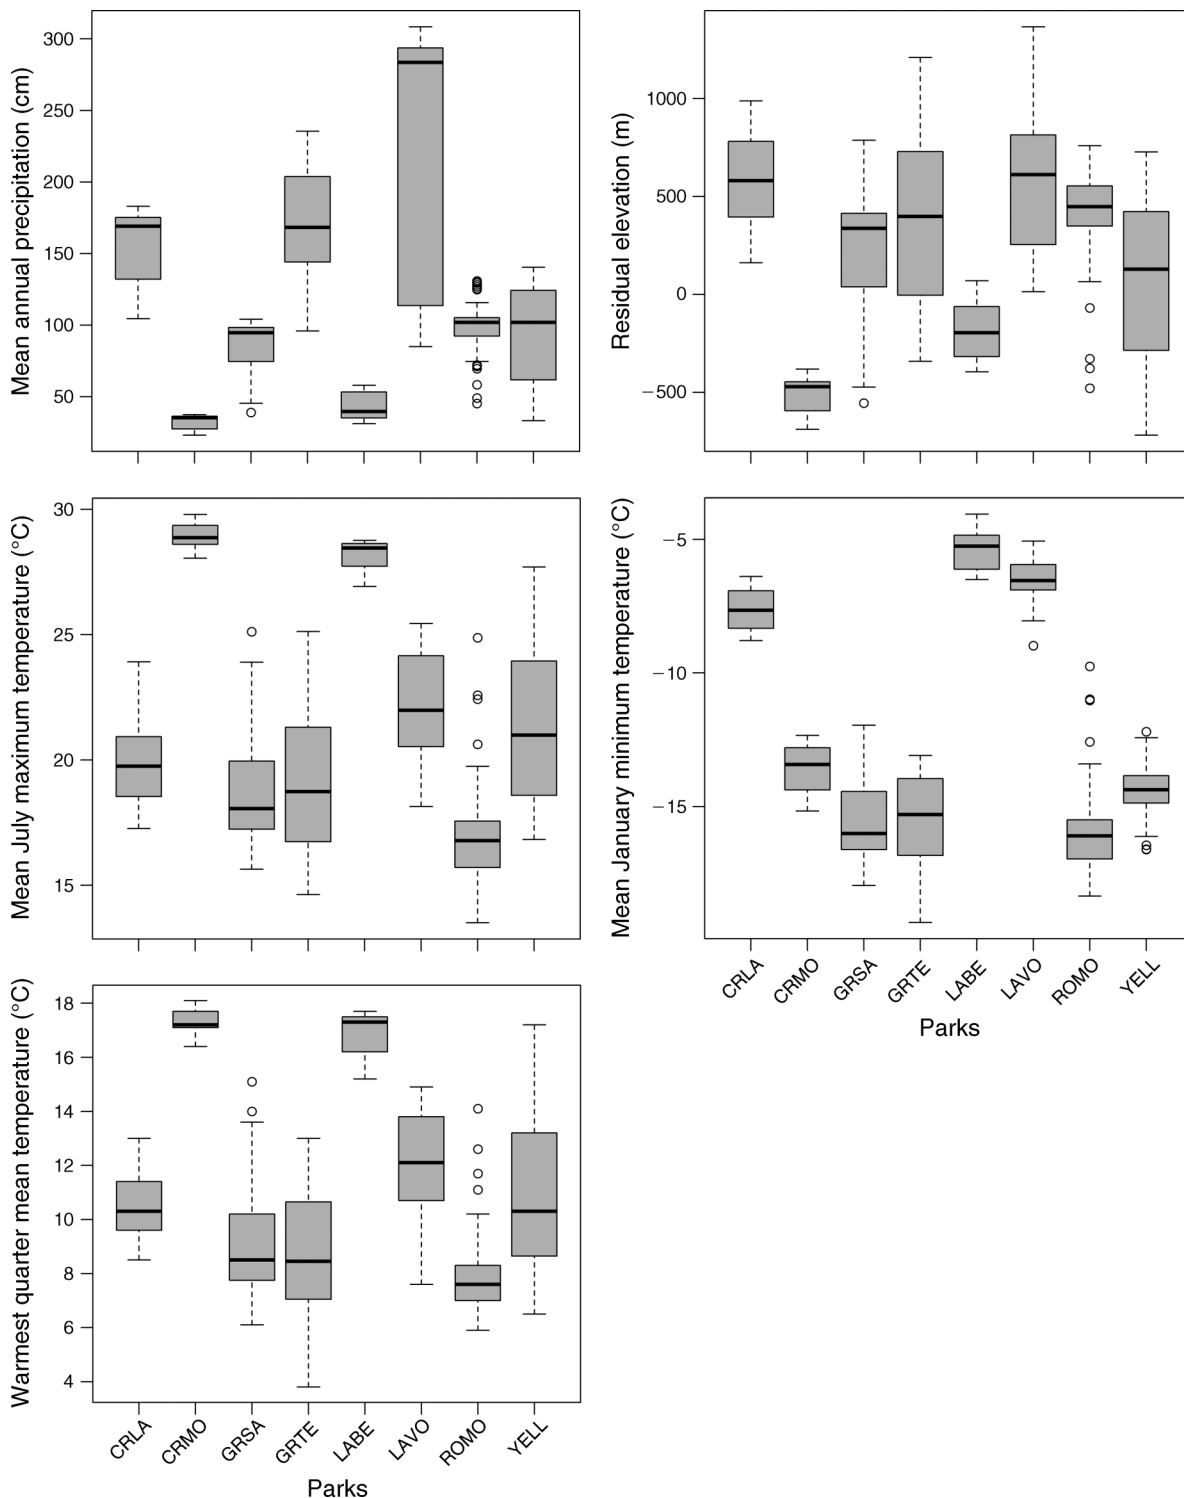 Mean annual precipitation (cm)
300
250
200
150
100
50
Residual elevation (m)
1000
500
0
−500
Mean July maximum temperature (°C)
30
25
20
15
Mean January minimum temperature (°C)
−5
−10
−15
CRLA
CRMO
GRSA
GRTE
LABE
LAVO
ROMO
YELL
Parks
Warmest quarter mean temperature (°C)
18
16
14
12
10
8
6
4
CRLA
CRMO
GRSA
GRTE
LABE
LAVO
ROMO
YELL
Parks